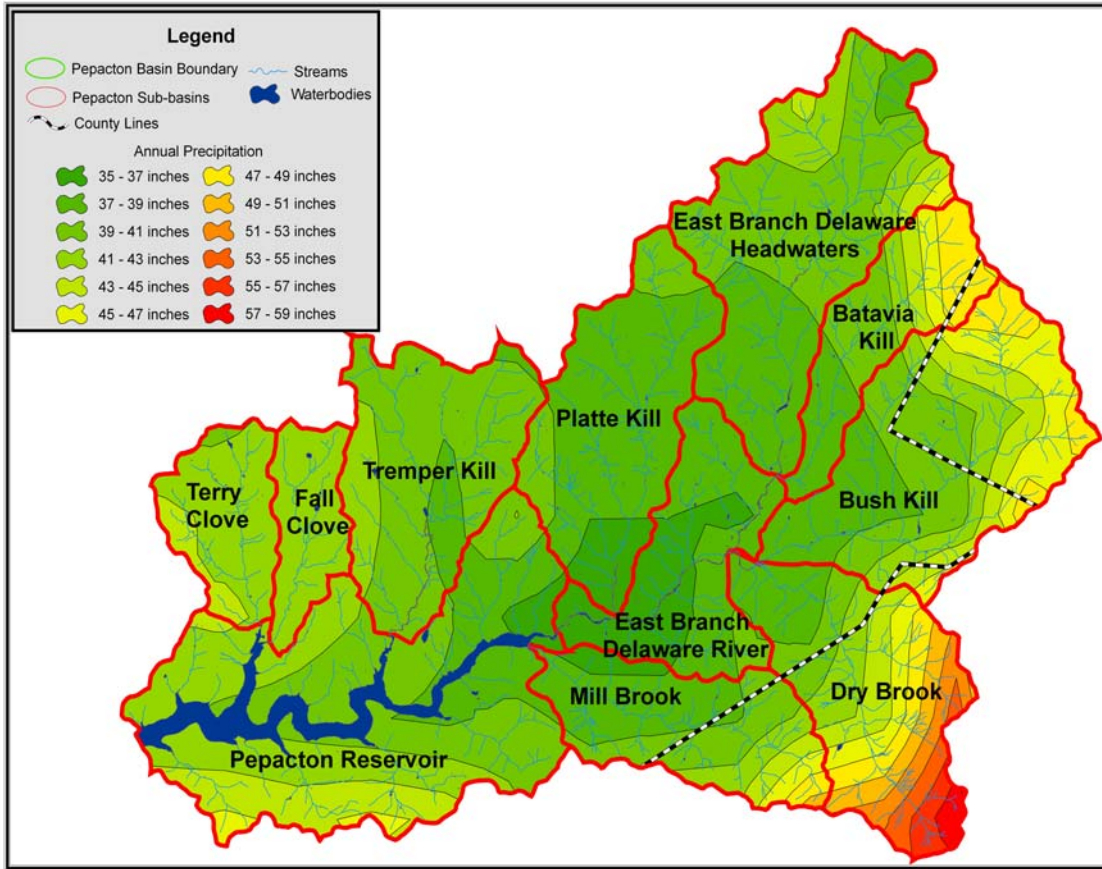 Legend
Pepacton Basin Boundary
Streams
Pepacton Sub-basins
Waterbodies
County Lines
Annual Precipitation
35 - 37 inches
47 - 49 inches
37 - 39 inches
49 - 51 inches
39 - 41 inches
51 - 53 inches
41 - 43 inches
53 - 55 inches
43 - 45 inches
55 - 57 inches
45 - 47 inches
57 - 59 inches
East Branch Delaware
Headwaters
Batavia
Kill
Platte Kill
Tremper Kill
Terry
Clove
Fall
Clove
Bush Kill
East Branch
Delaware River
Mill Brook
Dry Brook
Pepacton Reservoir